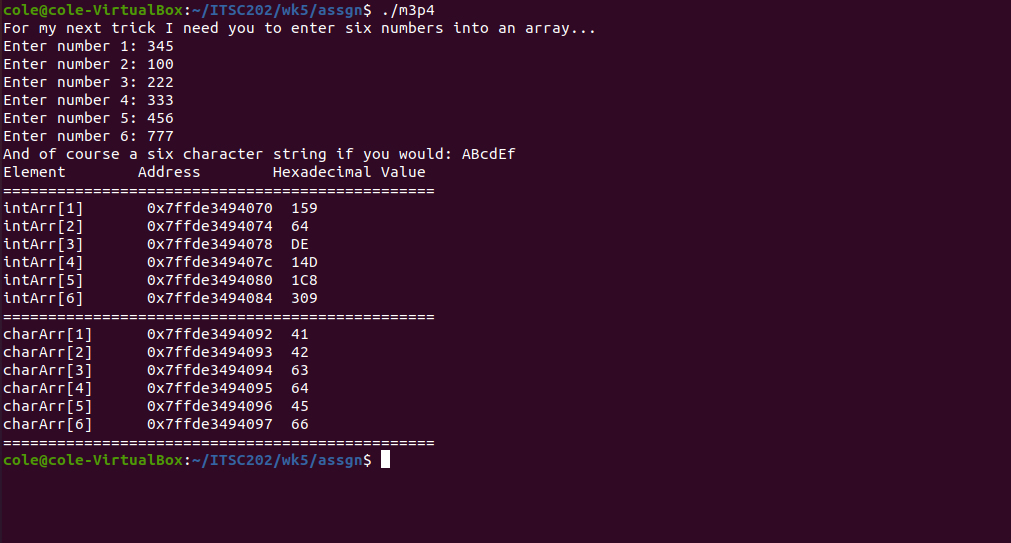 cole@cole-VirtualBox:~/ITSC202/wk5/assgn$ ./m3p4
For my next trick I need you to enter six numbers into an array...
Enter number 1: 345
Enter number 2: 100
Enter number 3: 222
Enter number 4: 333
Enter number 5: 456
Enter number 6: 777
And of course a six character string if you would: ABcdEf
Element        Address        Hexadecimal Value
================================================
intArr[1]       0x7ffde3494070  159
intArr[2]       0x7ffde3494074  64
intArr[3]       0x7ffde3494078  DE
intArr[4]       0x7ffde349407c  14D
intArr[5]       0x7ffde3494080  1C8
intArr[6]       0x7ffde3494084  309
================================================
charArr[1]      0x7ffde3494092  41
charArr[2]      0x7ffde3494093  42
charArr[3]      0x7ffde3494094  63
charArr[4]      0x7ffde3494095  64
charArr[5]      0x7ffde3494096  45
charArr[6]      0x7ffde3494097  66
================================================
cole@cole-VirtualBox:~/ITSC202/wk5/assgn$